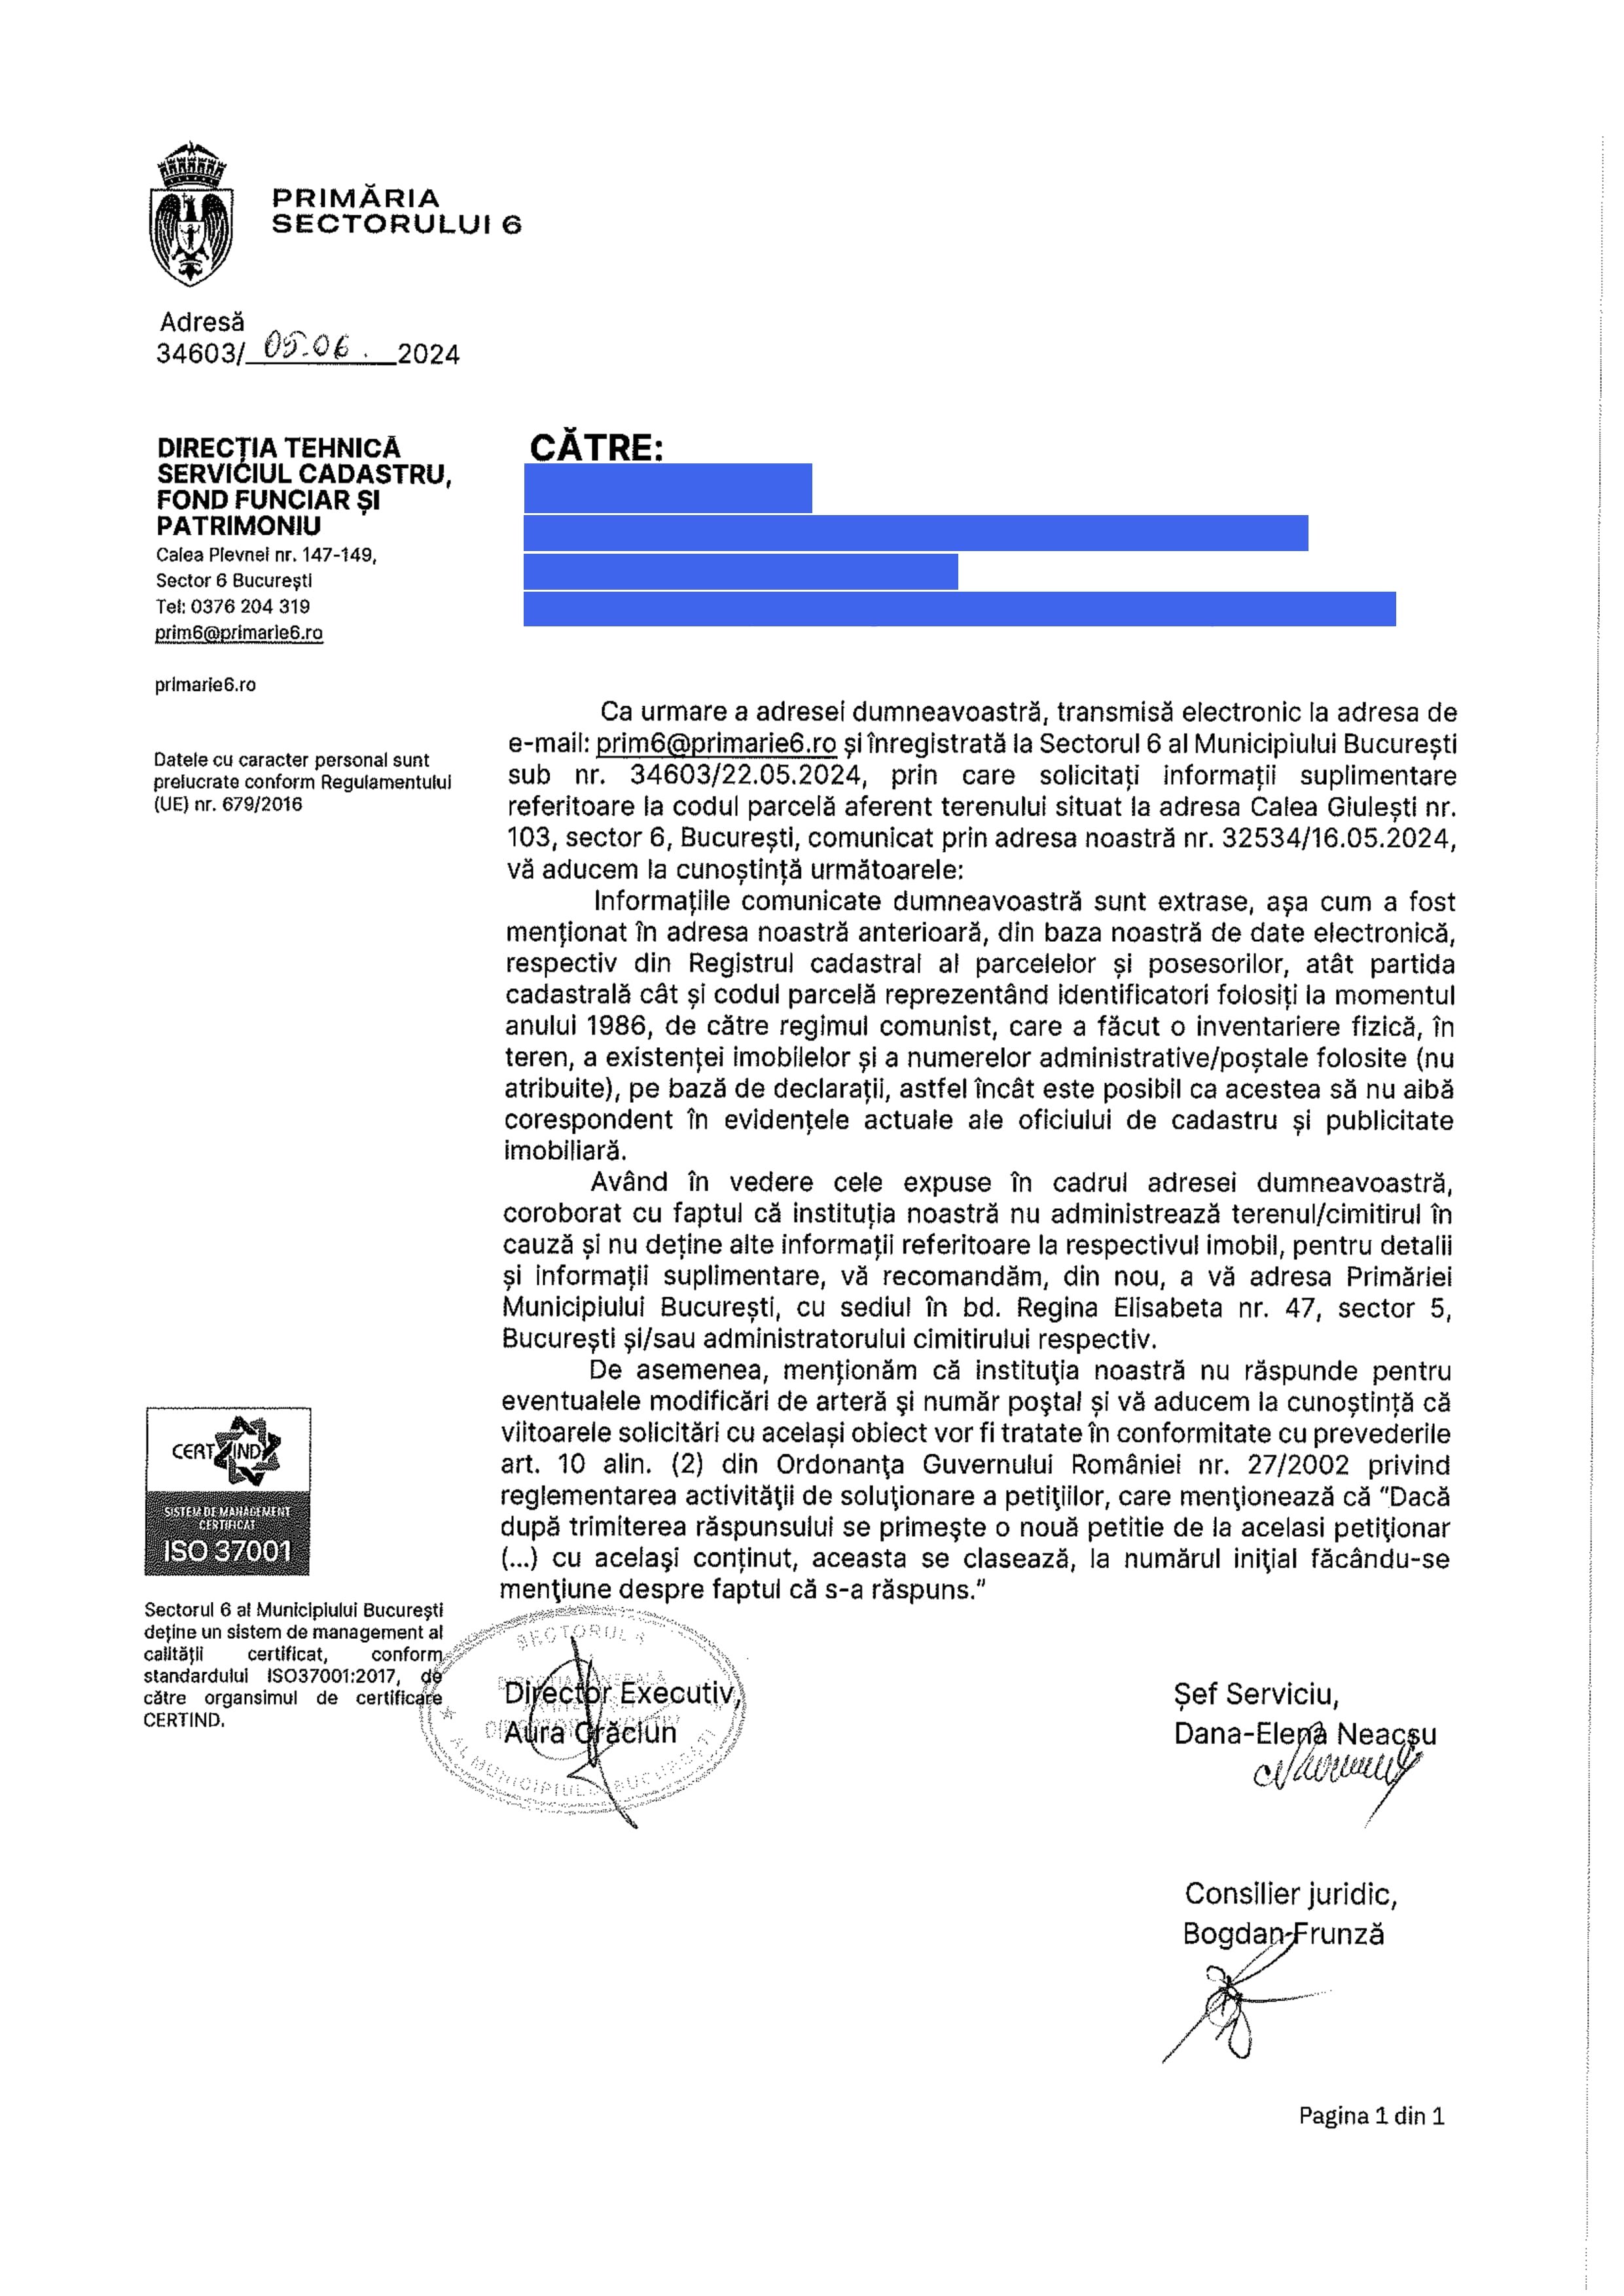 PRIMĂRIA
SECTORULUI 6
Adresă
34603/ 05.06. 2024
DIRECȚIA TEHNICĂ
SERVICIUL CADASTRU,
FOND FUNCIAR ȘI
PATRIMONIU
Calea Plevnei nr. 147-149,
Sector 6 București
Tel: 0376 204 319
prim6@primarie6.ro
primarie6.ro
Datele cu caracter personal sunt
prelucrate conform Regulamentului
(UE) nr. 679/2016
CĂTRE:
Ca urmare a adresei dumneavoastră, transmisă electronic la adresa de
e-mail: prim6@primarie6.ro și înregistrată la Sectorul 6 al Municipiului București
sub nr. 34603/22.05.2024, prin care solicitați informații suplimentare
referitoare la codul parcelă aferent terenului situat la adresa Calea Giulești nr.
103, sector 6, București, comunicat prin adresa noastră nr. 32534/16.05.2024,
vă aducem la cunoștință următoarele:
Informațiile comunicate dumneavoastră sunt extrase, așa cum a fost
menționat în adresa noastră anterioară, din baza noastră de date electronică,
respectiv din Registrul cadastral al parcelelor și posesorilor, atât partida
cadastrală cât și codul parcelă reprezentând identificatori folosiți la momentul
anului 1986, de către regimul comunist, care a făcut o inventariere fizică, în
teren, a existenței imobilelor și a numerelor administrative/poștale folosite (nu
atribuite), pe bază de declarații, astfel încât este posibil ca acestea să nu aibă
corespondent în evidențele actuale ale oficiului de cadastru și publicitate
imobiliară.
Având în vedere cele expuse în cadrul adresei dumneavoastră,
coroborat cu faptul că instituția noastră nu administrează terenul/cimitirul în
cauză și nu deține alte informații referitoare la respectivul imobil, pentru detalii
și informații suplimentare, vă recomandăm, din nou, a vă adresa Primăriei
Municipiului București, cu sediul în bd. Regina Elisabeta nr. 47, sector 5,
București și/sau administratorului cimitirului respectiv.
De asemenea, menționăm că instituţia noastră nu răspunde pentru
eventualele modificări de arteră şi număr poştal și vă aducem la cunoștință că
viitoarele solicitări cu același obiect vor fi tratate în conformitate cu prevederile
art. 10 alin. (2) din Ordonanţa Guvernului României nr. 27/2002 privind
reglementarea activităţii de soluţionare a petiţiilor, care menţionează că "Dacă
după trimiterea răspunsului se primeşte o nouă petitie de la acelasi petiţionar
(...) cu acelaşi conținut, aceasta se clasează, la numărul iniţial făcându-se
menţiune despre faptul că s-a răspuns."
CERT IND
SISTEM DE MANAGEMENT
CERTIFICAT
ISO 37001
Sectorul 6 al Municipiului București
deține un sistem de management al
calității certificat, conform
standardului ISO37001:2017, de
către organsimul de certificare
CERTIND.
SECTORUL 6
AL MUNICIPIULUI BUCUREȘTI
Director Executiv,
Aura Crăciun
Șef Serviciu,
Dana-Elena Neacșu
Consilier juridic,
Bogdan Frunză
Pagina 1 din 1